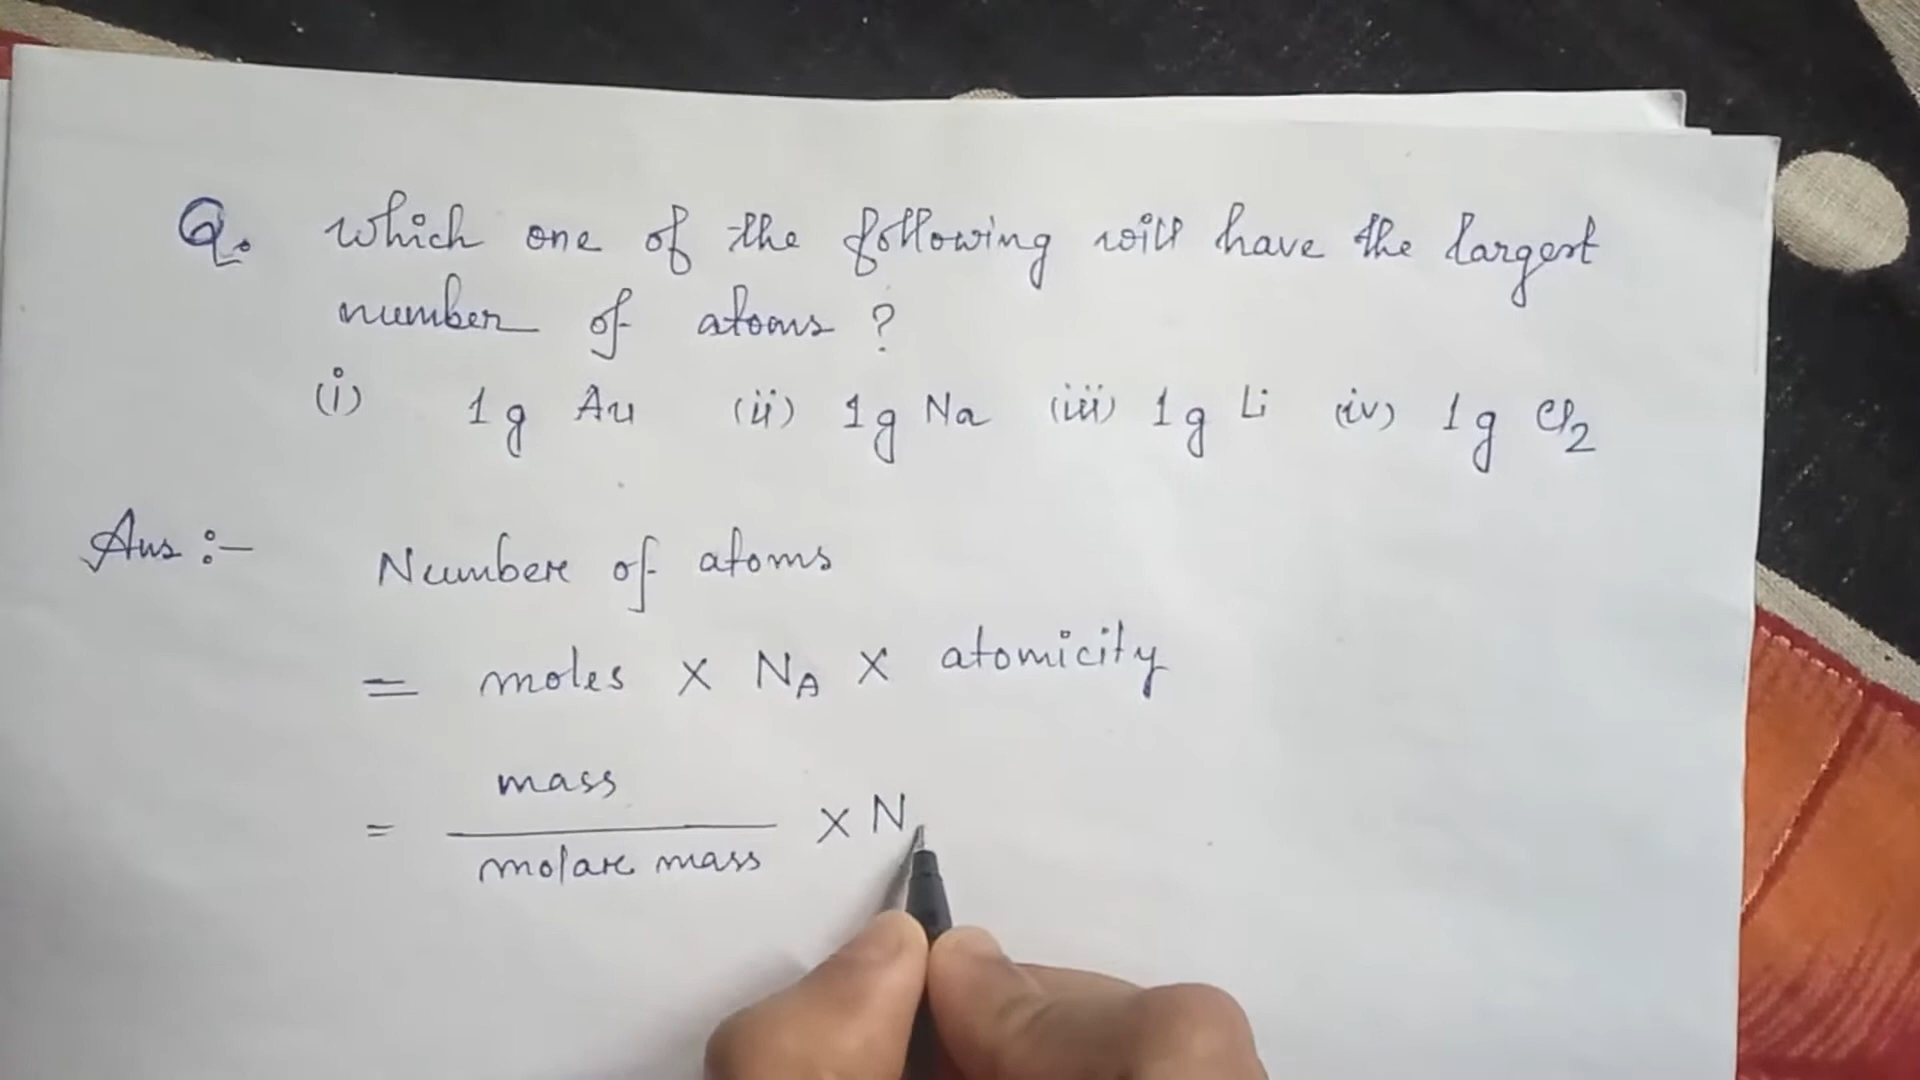 Q. which one of the following will have the largest
number of atoms ?
(i) 1g Au (ii) 1g Na (iii) 1g Li (iv) 1g Cl₂
Ans :- Number of atoms
= moles × N_A × atomicity
= mass
molar mass × N